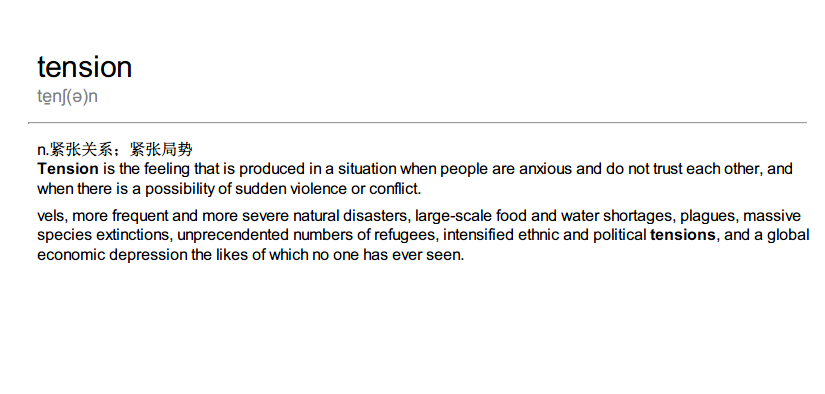 tension
te̱nʃ(ə)n
n.紧张关系；紧张局势
Tension is the feeling that is produced in a situation when people are anxious and do not trust each other, and
when there is a possibility of sudden violence or conflict.
vels, more frequent and more severe natural disasters, large-scale food and water shortages, plagues, massive
species extinctions, unprecendented numbers of refugees, intensified ethnic and political tensions, and a global
economic depression the likes of which no one has ever seen.